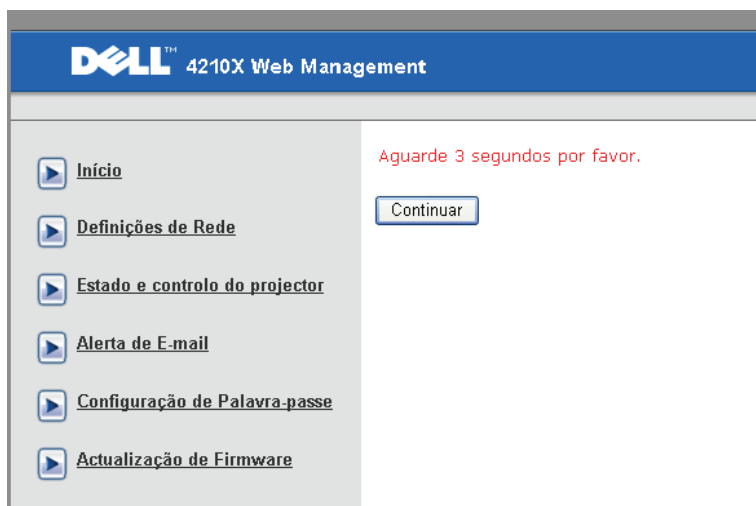 DELL™ 4210X Web Management
Início
Definições de Rede
Estado e controlo do projector
Alerta de E-mail
Configuração de Palavra-passe
Actualização de Firmware
Aguarde 3 segundos por favor.
Continuar